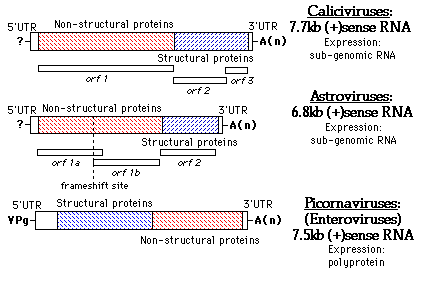 5'UTR Non-structural proteins 3'UTR
?- -A(n)
Structural proteins
orf 1 orf 2 orf 3
Caliciviruses:
7.7kb (+)sense RNA
Expression:
sub-genomic RNA
5'UTR Non-structural proteins 3'UTR
?- -A(n)
Structural proteins
orf 1a orf 1b orf 2
frameshift site
Astroviruses:
6.8kb (+)sense RNA
Expression:
sub-genomic RNA
5'UTR Structural proteins 3'UTR
VPg- -A(n)
Non-structural proteins
Picornaviruses:
(Enteroviruses)
7.5kb (+)sense RNA
Expression:
polyprotein